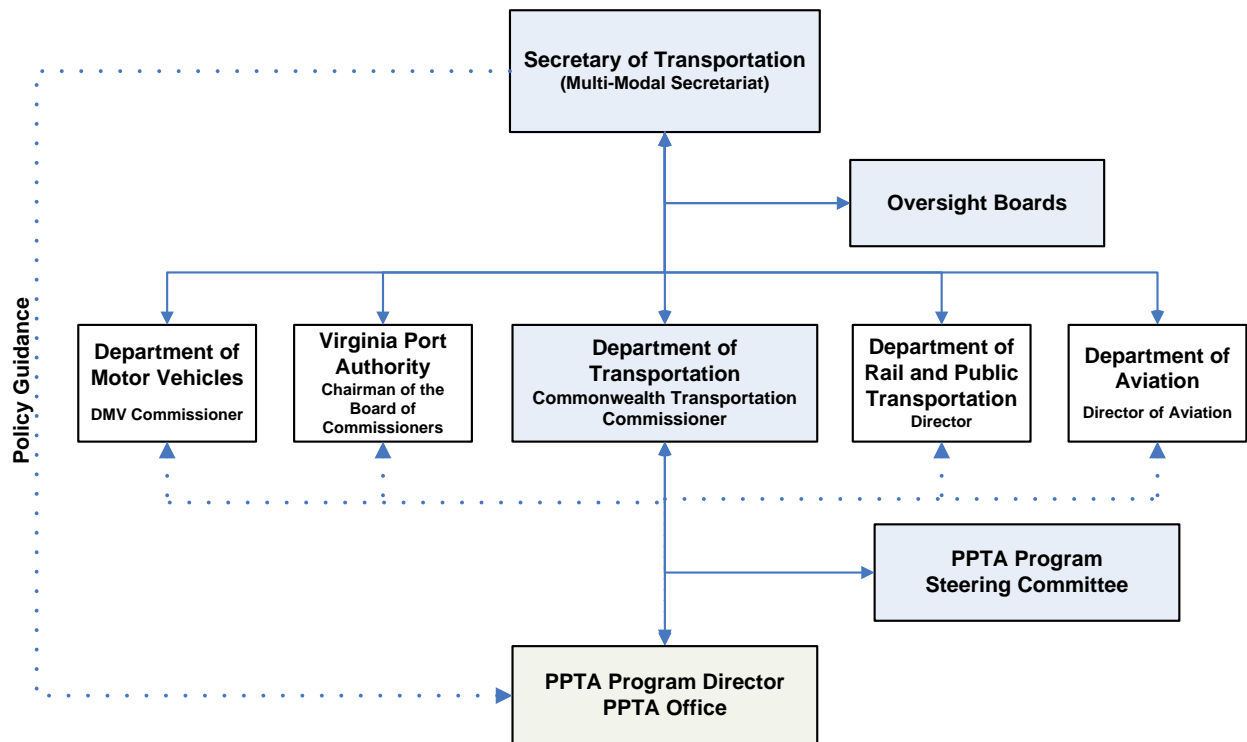 Secretary of Transportation
(Multi-Modal Secretariat)
Oversight Boards
Policy Guidance
Department of
Motor Vehicles
DMV Commissioner
Virginia Port
Authority
Chairman of the
Board of
Commissioners
Department of
Transportation
Commonwealth Transportation
Commissioner
Department of
Rail and Public
Transportation
Director
Department of
Aviation
Director of Aviation
PPTA Program
Steering Committee
PPTA Program Director
PPTA Office